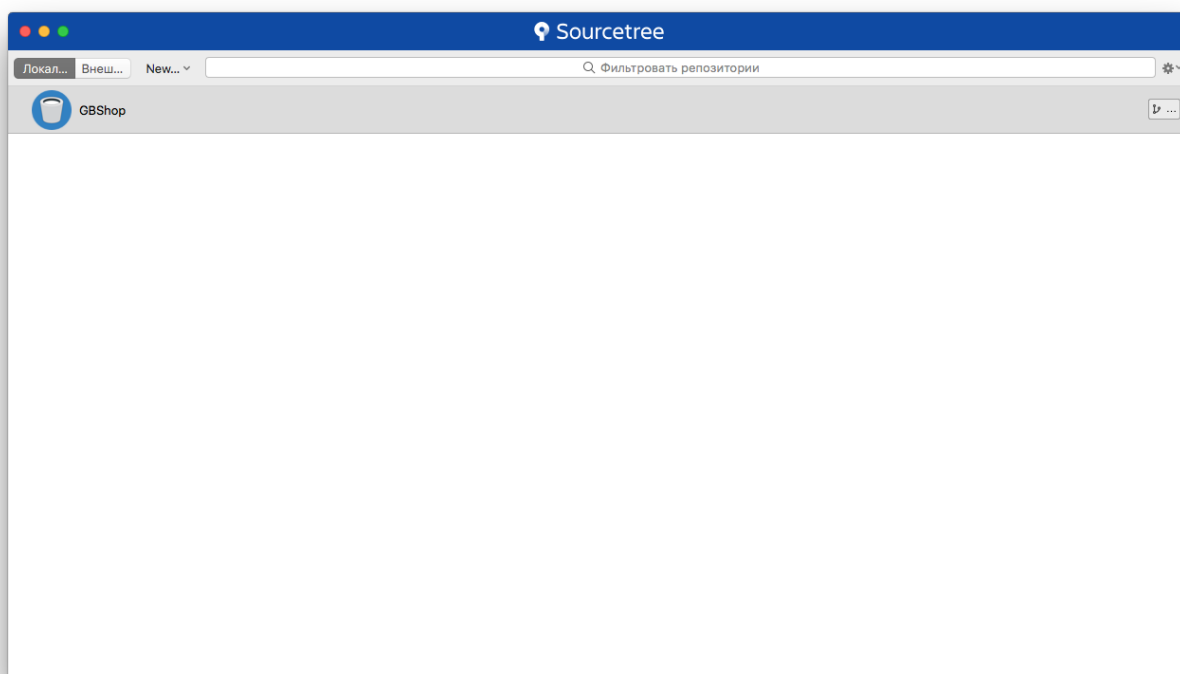 Sourcetree
Локал... Внеш... New... Фильтровать репозитории
GBShop ...